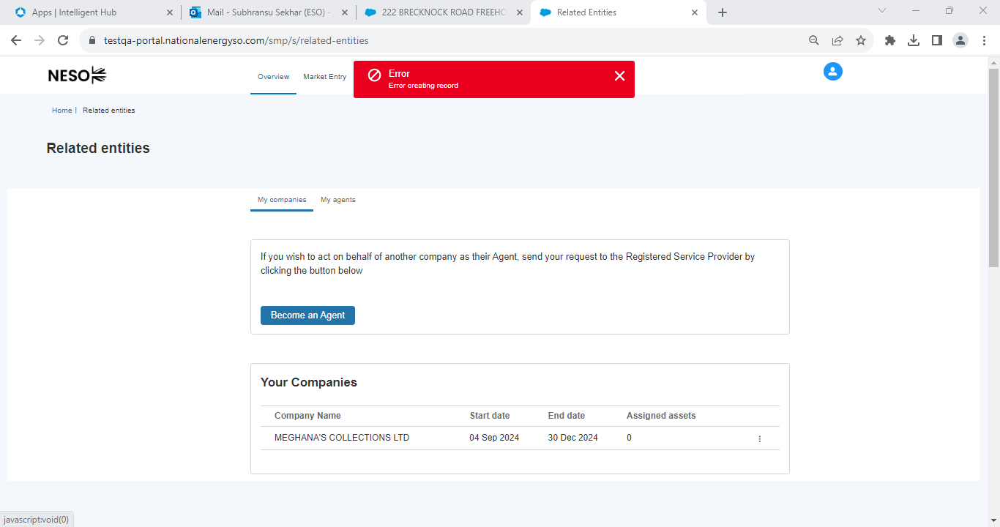 Apps | Intelligent Hub
Mail - Subhransu Sekhar (ESO) -
222 BRECKNOCK ROAD FREEHO
Related Entities
testqa-portal.nationalenergyso.com/smp/s/related-entities
NESO
Overview
Market Entry
Error
Error creating record
Home |
Related entities
Related entities
My companies
My agents
If you wish to act on behalf of another company as their Agent, send your request to the Registered Service Provider by
clicking the button below
Become an Agent
Your Companies
Company Name Start date End date Assigned assets
MEGHANA'S COLLECTIONS LTD 04 Sep 2024 30 Dec 2024 0
javascript:void(0)